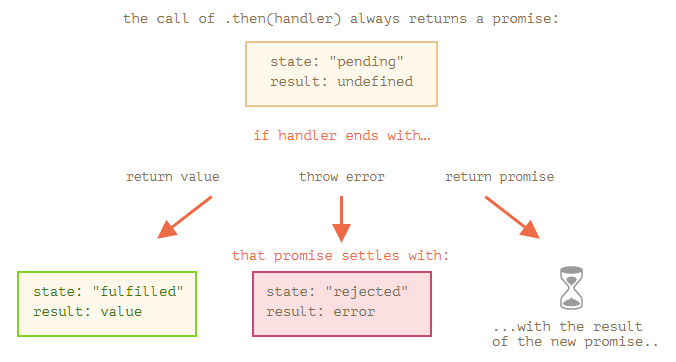 the call of .then(handler) always returns a promise:
state: "pending"
result: undefined
if handler ends with…
return value
throw error
return promise
that promise settles with:
state: "fulfilled"
result: value
state: "rejected"
result: error
...with the result
of the new promise..